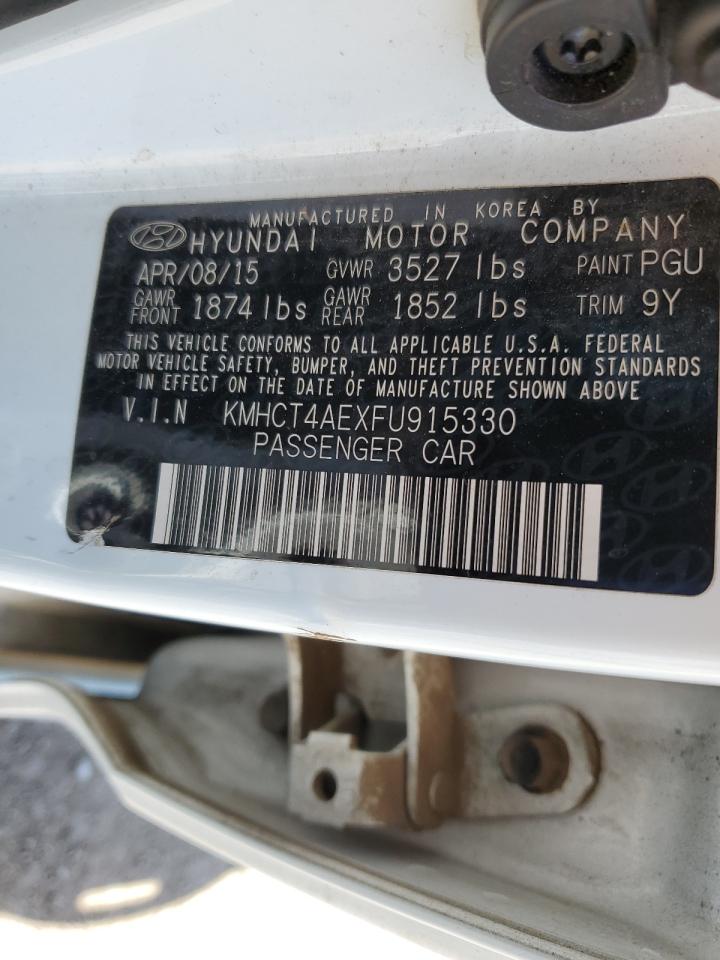 MANUFACTURED IN KOREA BY
HYUNDAI MOTOR COMPANY
APR/08/15 GVWR 3527 lbs PAINT PGU
GAWR FRONT 1874 lbs GAWR REAR 1852 lbs TRIM 9Y
THIS VEHICLE CONFORMS TO ALL APPLICABLE U.S.A. FEDERAL
MOTOR VEHICLE SAFETY, BUMPER, AND THEFT PREVENTION STANDARDS
IN EFFECT ON THE DATE OF MANUFACTURE SHOWN ABOVE
V.I.N KMHCT4AEXFU915330
PASSENGER CAR